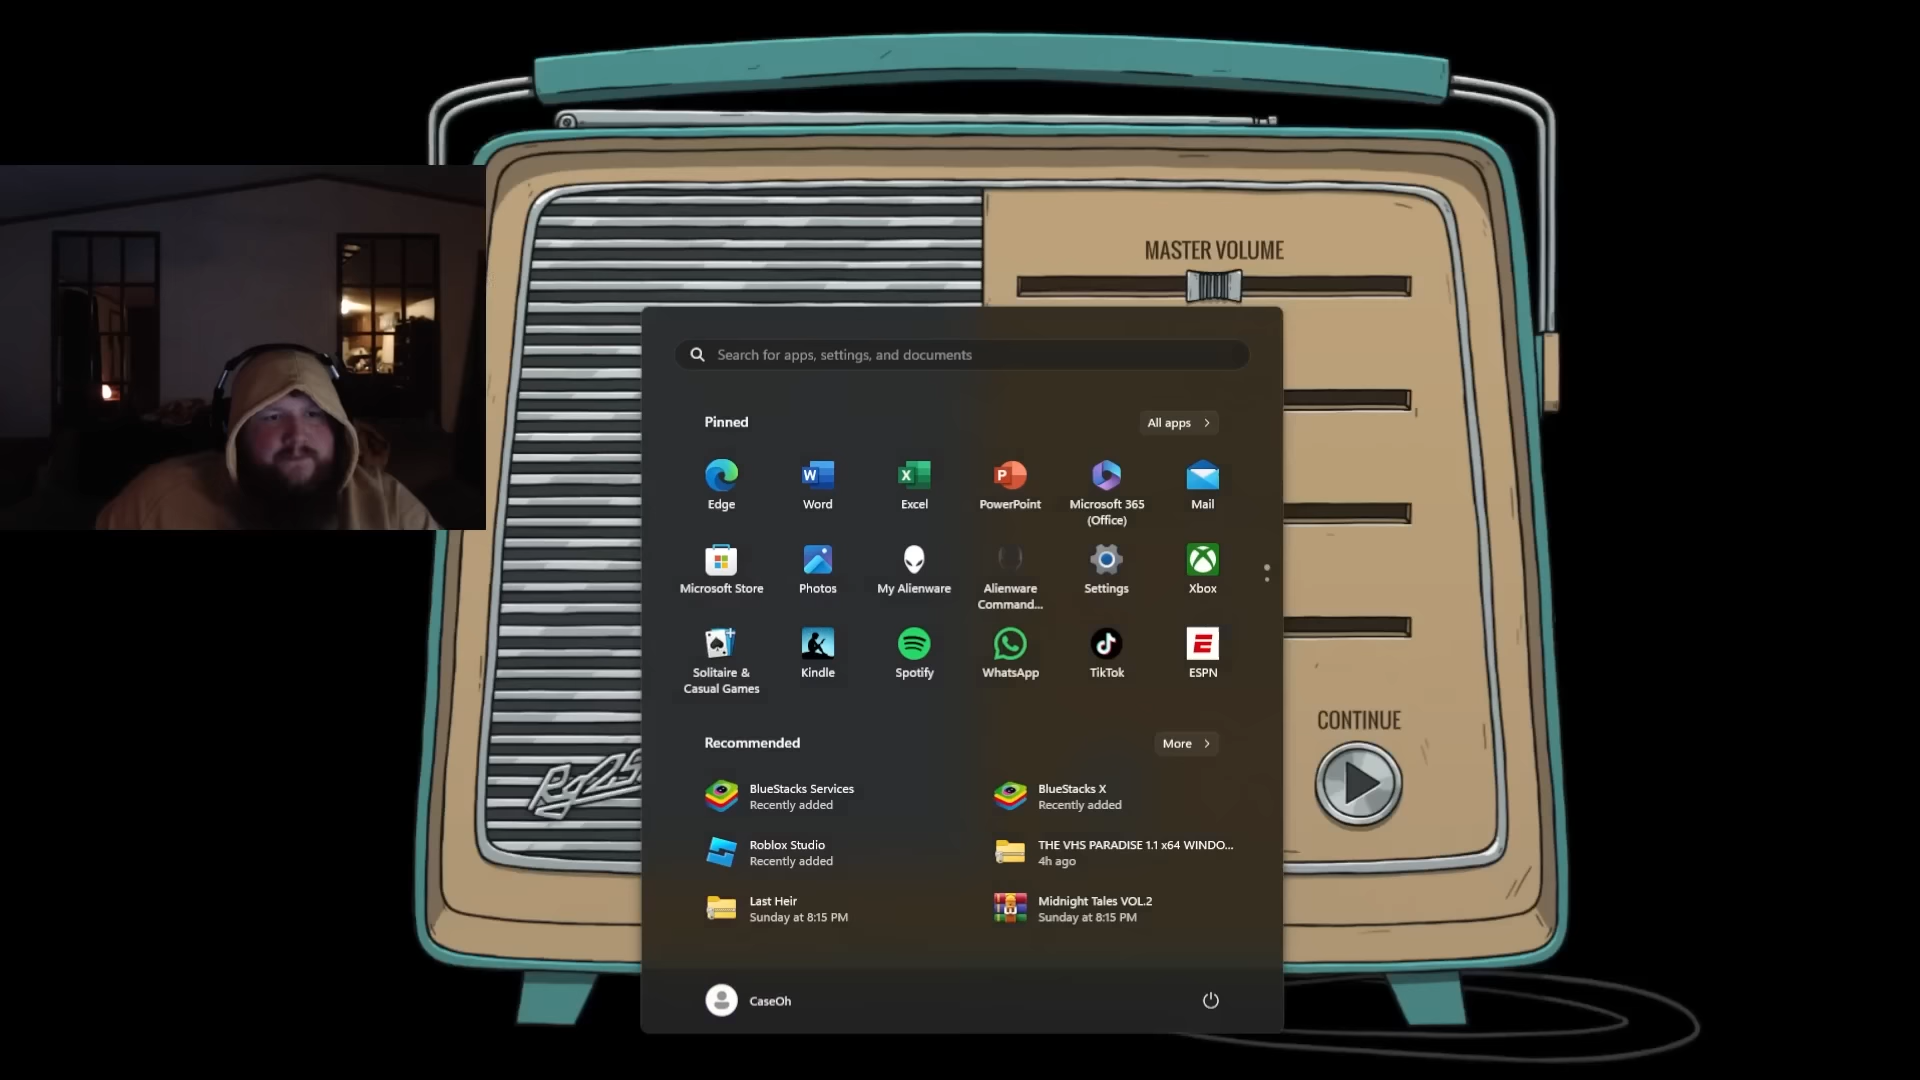 MASTER VOLUME
Search for apps, settings, and documents
Pinned
All apps
Edge
Word
Excel
PowerPoint
Microsoft 365
(Office)
Mail
Microsoft Store
Photos
My Alienware
Alienware
Command...
Settings
Xbox
Solitaire &
Casual Games
Kindle
Spotify
WhatsApp
TikTok
ESPN
CONTINUE
Recommended
More
BlueStacks Services
Recently added
BlueStacks X
Recently added
Roblox Studio
Recently added
THE VHS PARADISE 1.1 x64 WINDO...
4h ago
Last Heir
Sunday at 8:15 PM
Midnight Tales VOL.2
Sunday at 8:15 PM
CaseOh